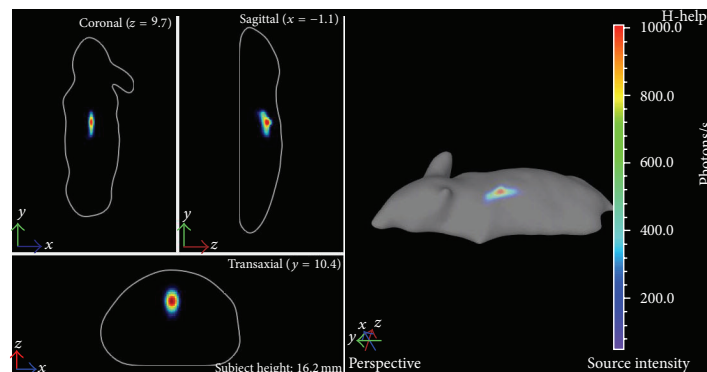 Coronal (z = 9.7)
y
x
Sagittal (x = −1.1)
y
z
Transaxial (y = 10.4)
z
x
Subject height: 16.2 mm
H-help
1000.0
800.0
600.0
400.0
200.0
Photons/s
x z
y
Perspective
Source intensity